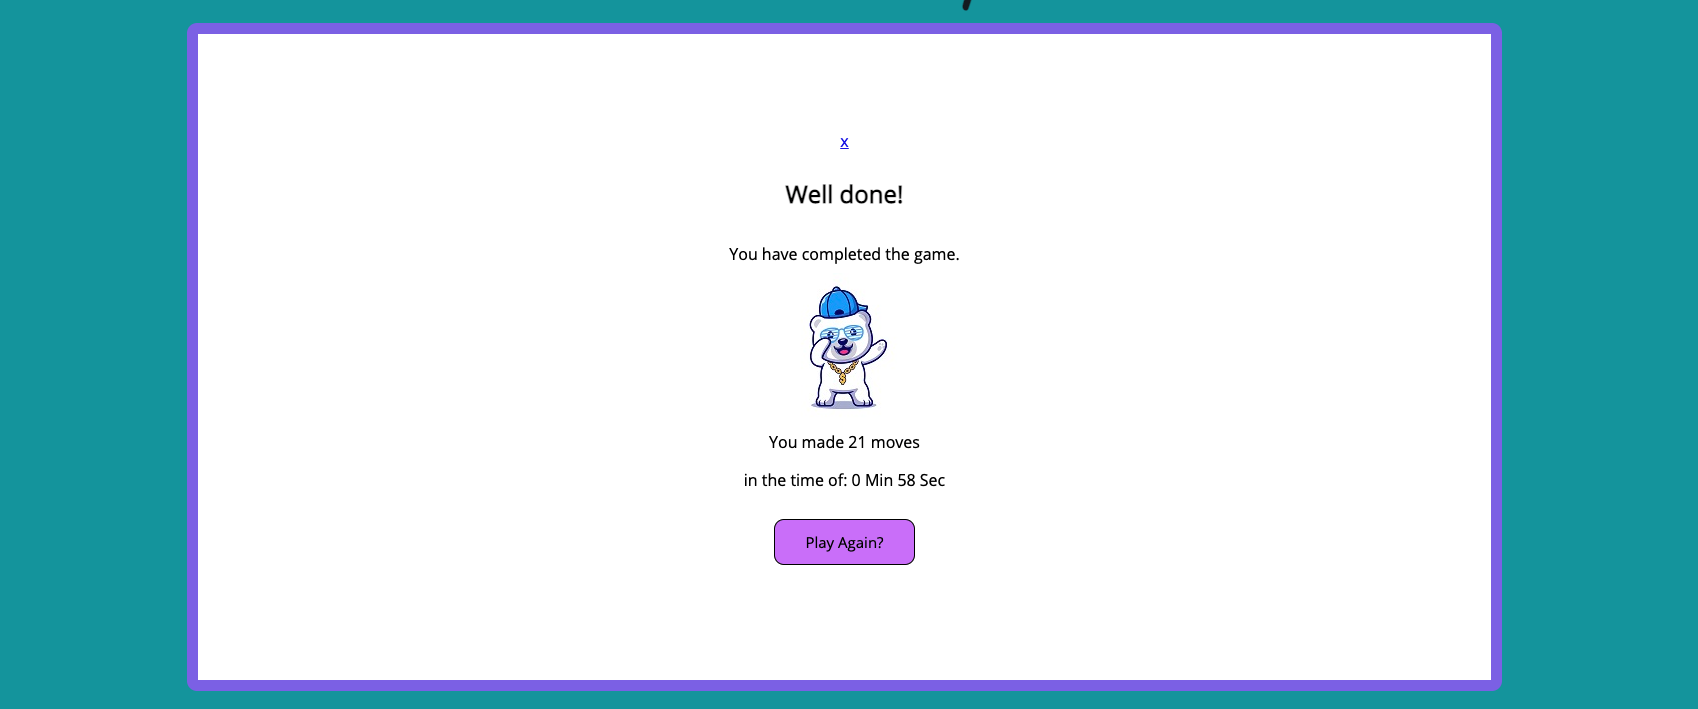 x
Well done!
You have completed the game.
You made 21 moves
in the time of: 0 Min 58 Sec
Play Again?